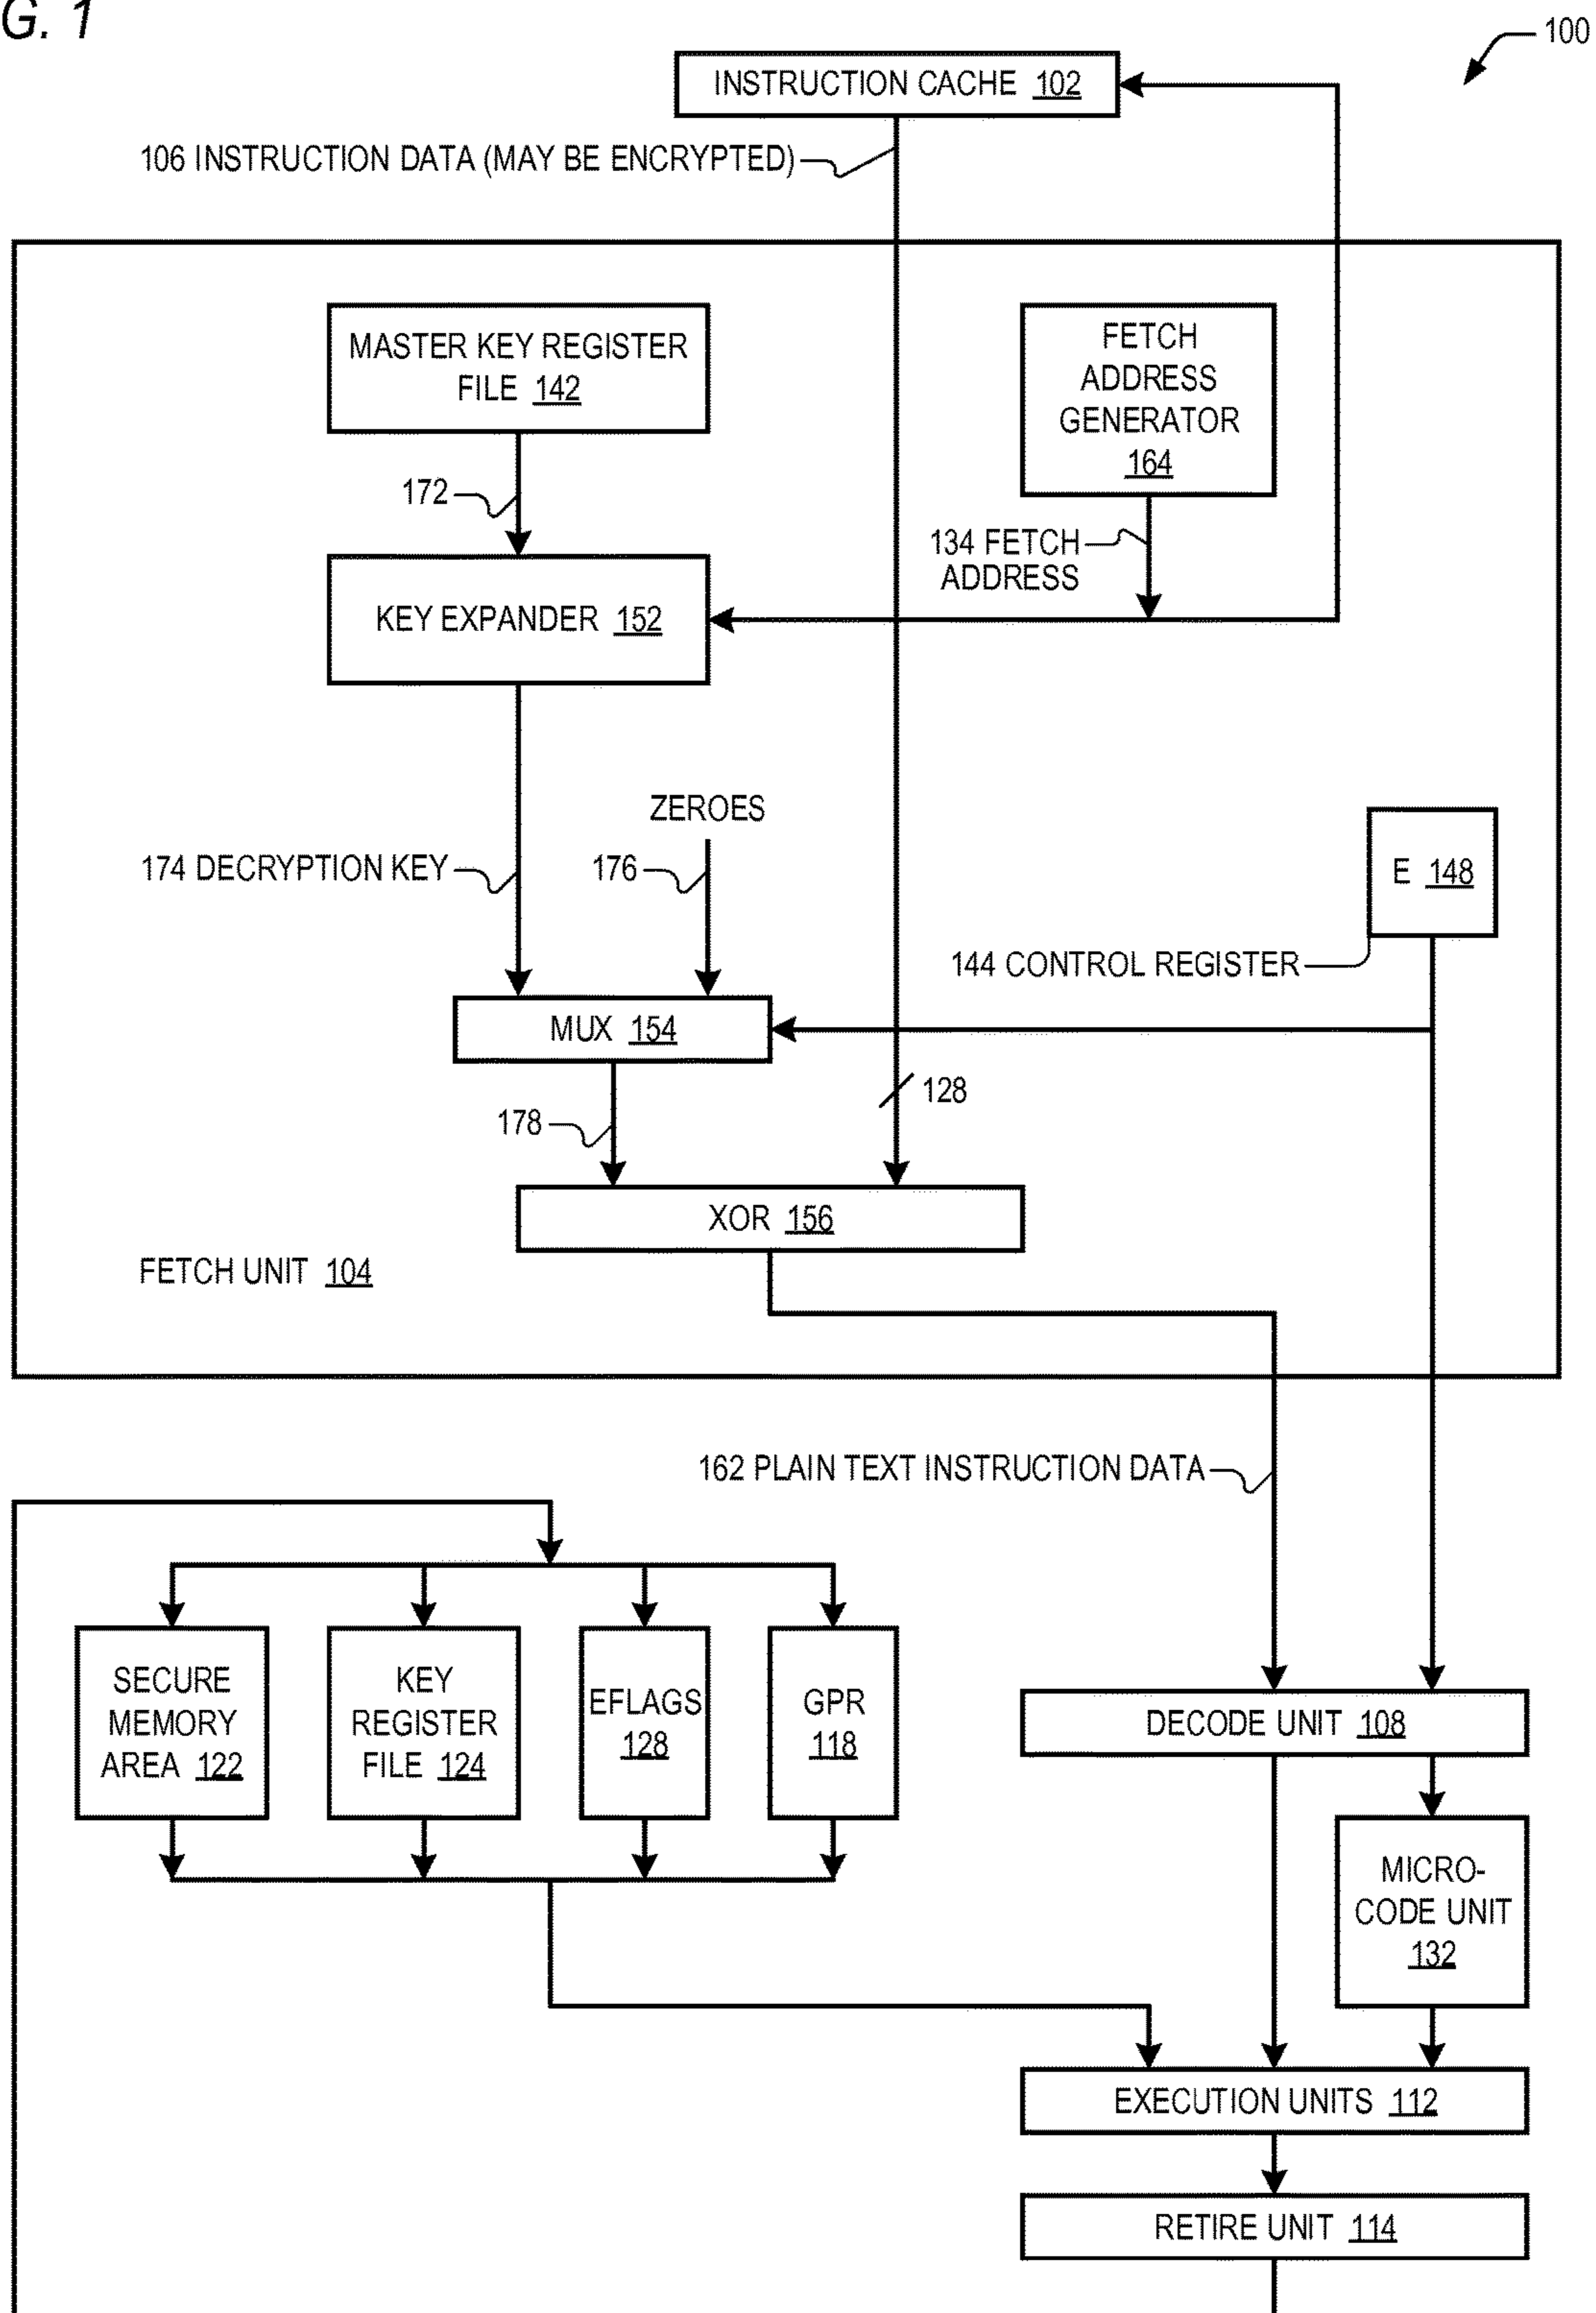 G. 1
100
INSTRUCTION CACHE 102
106 INSTRUCTION DATA (MAY BE ENCRYPTED)
MASTER KEY REGISTER
FILE 142
FETCH
ADDRESS
GENERATOR
164
172
134 FETCH
ADDRESS
KEY EXPANDER 152
ZEROES
174 DECRYPTION KEY
176
E 148
144 CONTROL REGISTER
MUX 154
128
178
XOR 156
FETCH UNIT 104
162 PLAIN TEXT INSTRUCTION DATA
SECURE
MEMORY
AREA 122
KEY
REGISTER
FILE 124
EFLAGS
128
GPR
118
DECODE UNIT 108
MICRO-
CODE UNIT
132
EXECUTION UNITS 112
RETIRE UNIT 114